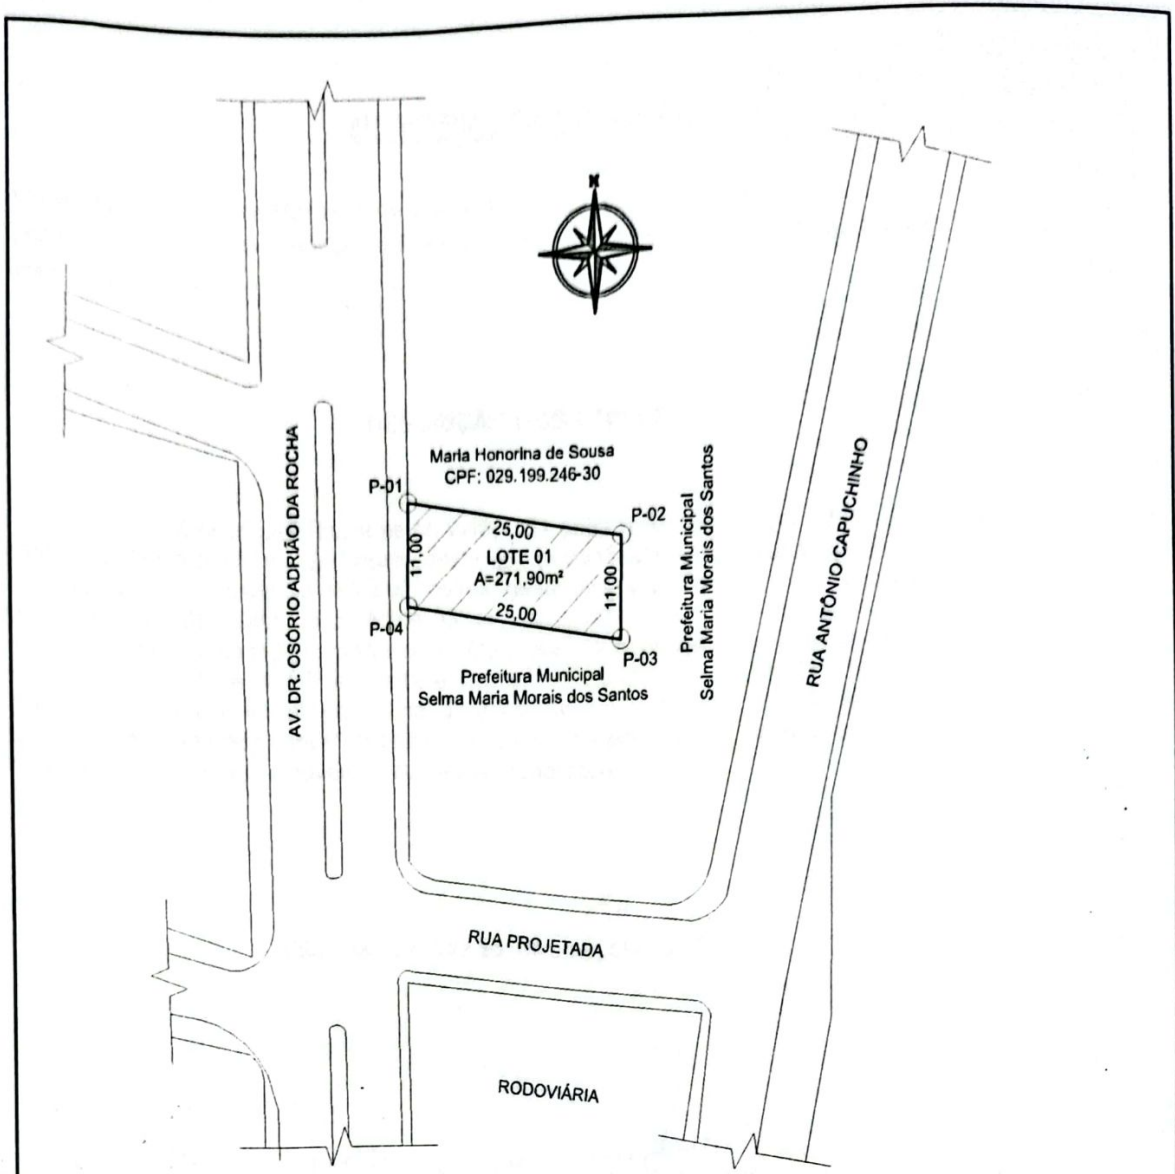 N
AV. DR. OSÓRIO ADRIÃO DA ROCHA
Maria Honorina de Sousa
CPF: 029.199.246-30
P-01
P-02
25,00
11.00
LOTE 01
A=271,90m²
11.00
25,00
P-04
P-03
Prefeitura Municipal
Selma Maria Morais dos Santos
Prefeitura Municipal
Selma Maria Morais dos Santos
RUA ANTÔNIO CAPUCHINHO
RUA PROJETADA
RODOVIÁRIA